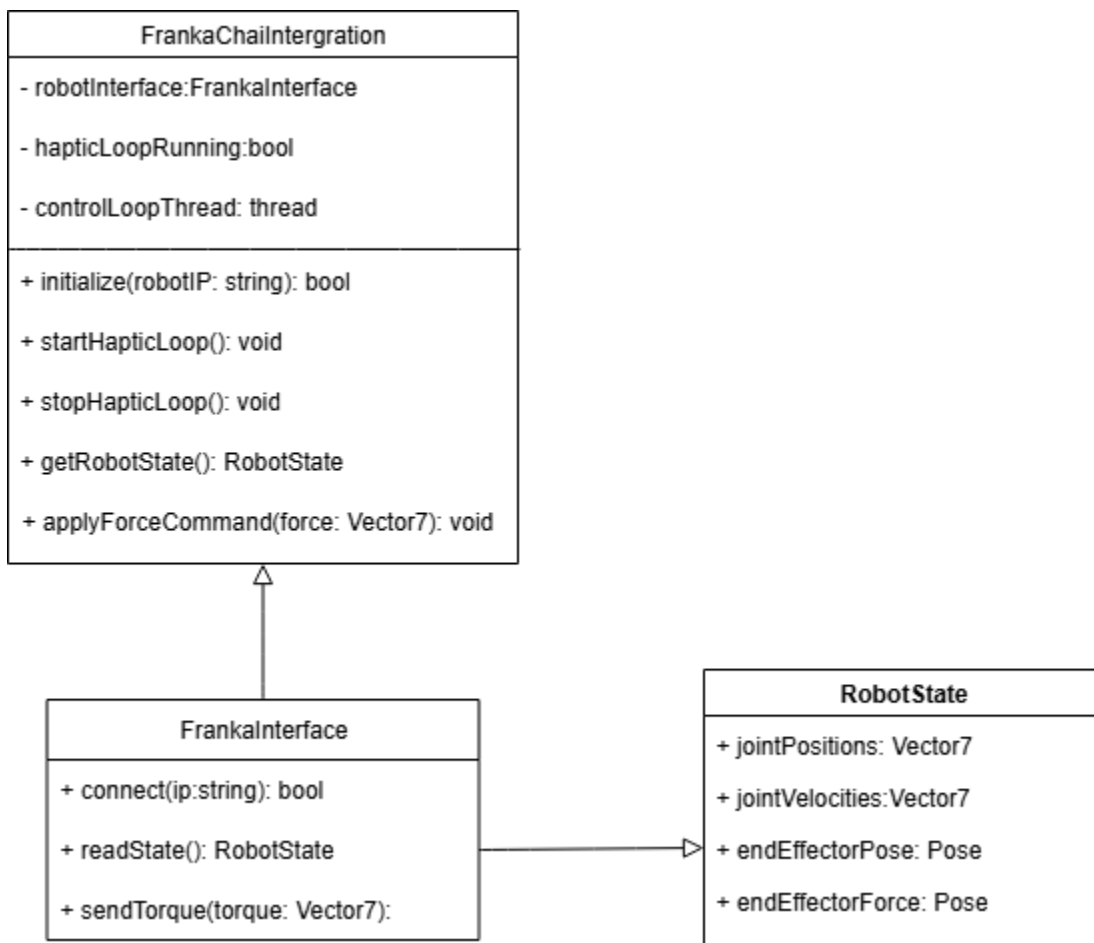 FrankaChaiIntergration
- robotInterface:FrankaInterface
- hapticLoopRunning:bool
- controlLoopThread: thread
+ initialize(robotIP: string): bool
+ startHapticLoop(): void
+ stopHapticLoop(): void
+ getRobotState(): RobotState
+ applyForceCommand(force: Vector7): void
FrankaInterface
+ connect(ip:string): bool
+ readState(): RobotState
+ sendTorque(torque: Vector7):
RobotState
+ jointPositions: Vector7
+ jointVelocities:Vector7
+ endEffectorPose: Pose
+ endEffectorForce: Pose